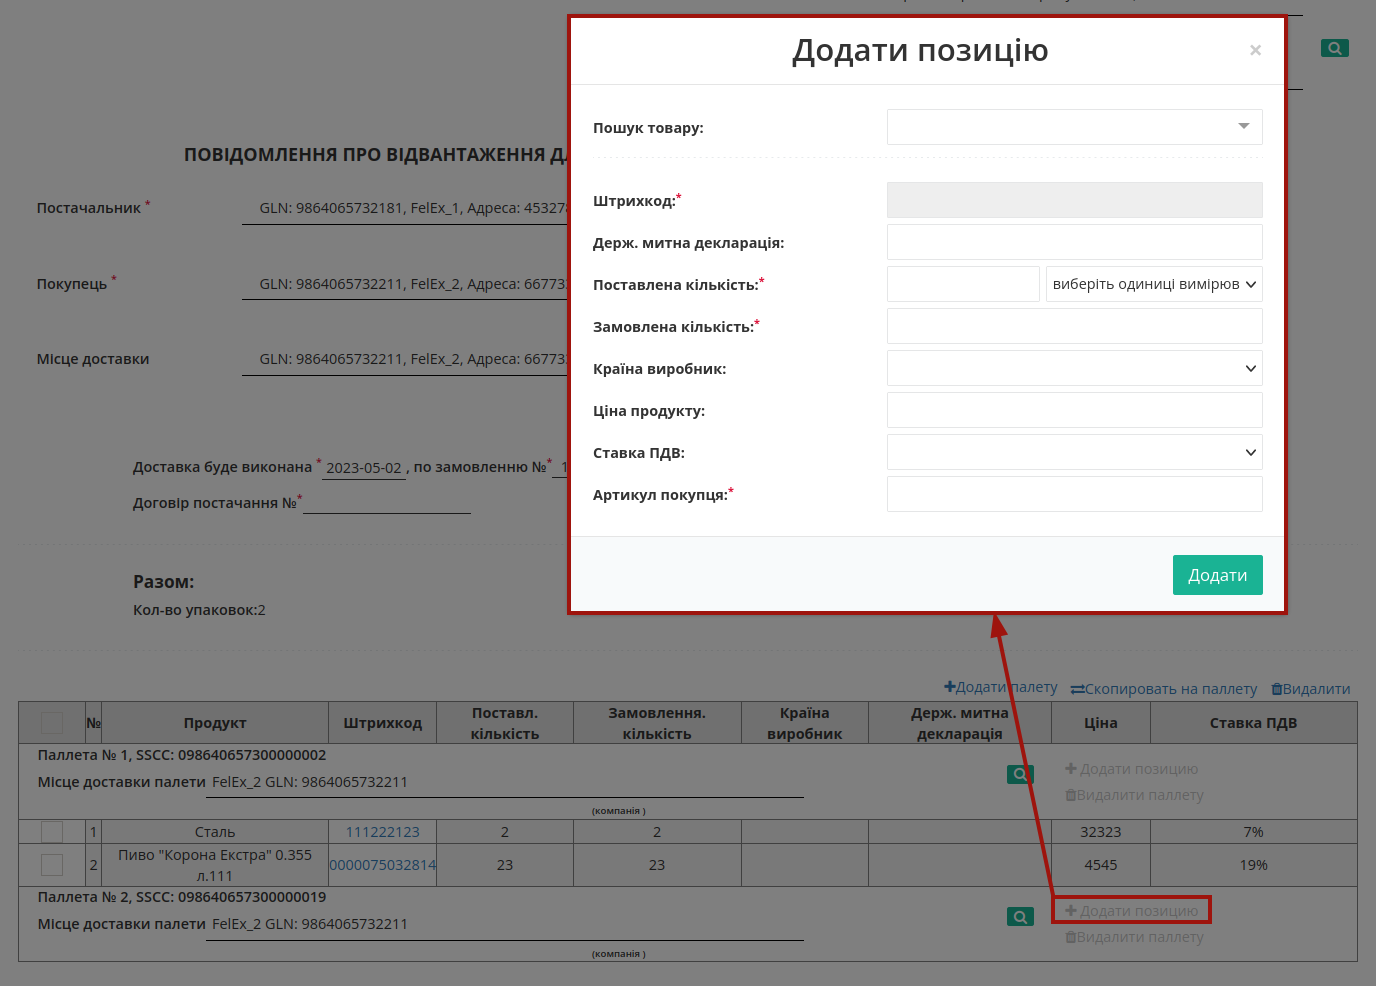 Додати позицію
×
Пошук товару:
Штрихкод:*
Держ. митна декларація:
Поставлена кількість:*
виберіть одиниці вимірюв
Замовлена кількість:*
Країна виробник:
Ціна продукту:
Ставка ПДВ:
Артикул покупця:*
Додати
ПОВІДОМЛЕННЯ ПРО ВІДВАНТАЖЕННЯ
Постачальник * GLN: 9864065732181, FelEx_1, Адреса: 45327
Покупець * GLN: 9864065732211, FelEx_2, Адреса: 66773
Місце доставки GLN: 9864065732211, FelEx_2, Адреса: 66773
Доставка буде виконана * 2023-05-02 , по замовленню №* 1
Договір постачання №*
Разом:
Кол-во упаковок:2
Додати палету Скопировать на паллету Видалити
№ Продукт Штрихкод Поставл. кількість Замовлення. кількість Країна виробник Держ. митна декларація Ціна Ставка ПДВ
Паллета № 1, SSCC: 098640657300000002
Місце доставки палети FelEx_2 GLN: 9864065732211
(компанія )
Додати позицію
Видалити паллету
1 Сталь 111222123 2 2 32323 7%
2 Пиво "Корона Екстра" 0.355 л.111 0000075032814 23 23 4545 19%
Паллета № 2, SSCC: 098640657300000019
Місце доставки палети FelEx_2 GLN: 9864065732211
(компанія )
Додати позицію
Видалити паллету